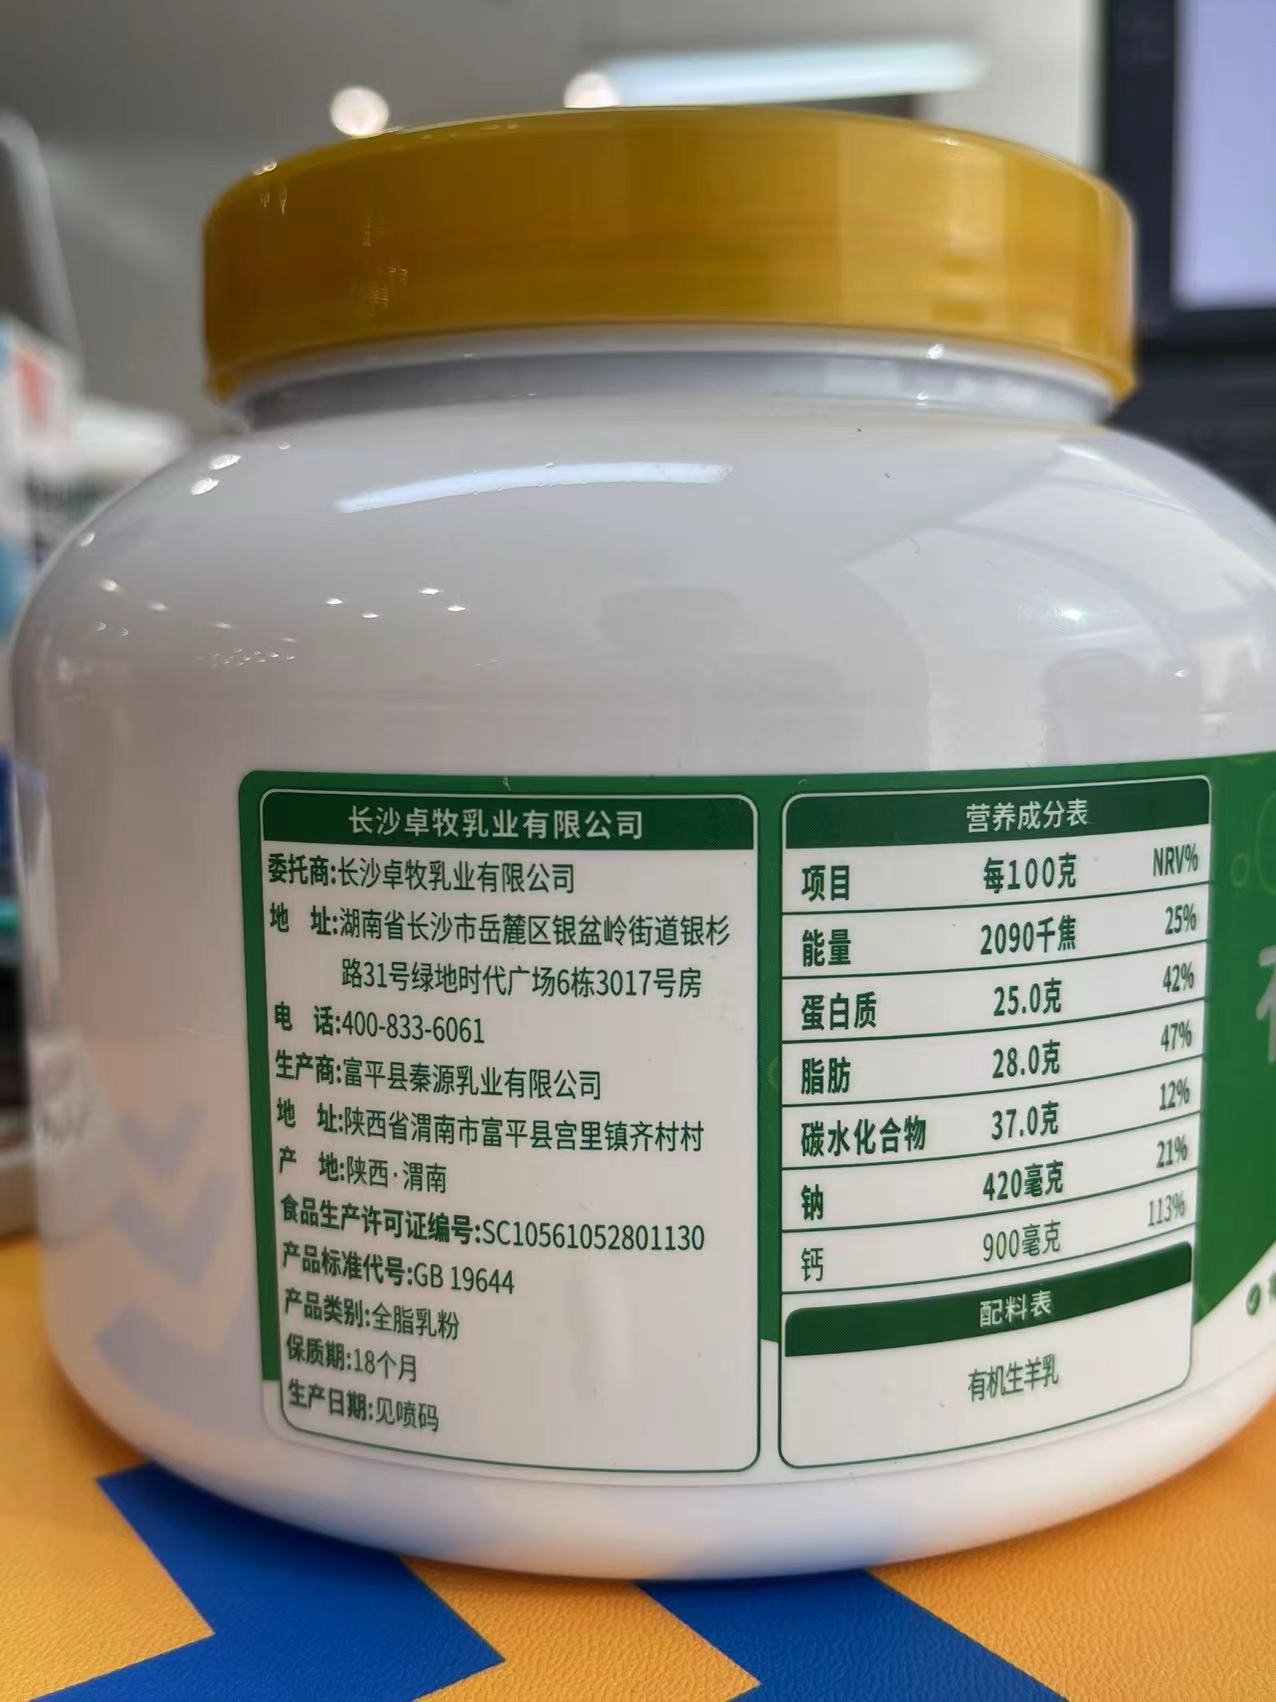 长沙卓牧乳业有限公司
委托商:长沙卓牧乳业有限公司
地 址:湖南省长沙市岳麓区银盆岭街道银杉
路31号绿地时代广场6栋3017号房
电 话:400-833-6061
生产商:富平县秦源乳业有限公司
地 址:陕西省渭南市富平县宫里镇齐村村
产 地:陕西·渭南
食品生产许可证编号:SC10561052801130
产品标准代号:GB 19644
产品类别:全脂乳粉
保质期:18个月
生产日期:见喷码
营养成分表
项目 每100克 NRV%
能量 2090千焦 25%
蛋白质 25.0克 42%
脂肪 28.0克 47%
碳水化合物 37.0克 12%
钠 420毫克 21%
钙 900毫克 113%
配料表
有机生羊乳